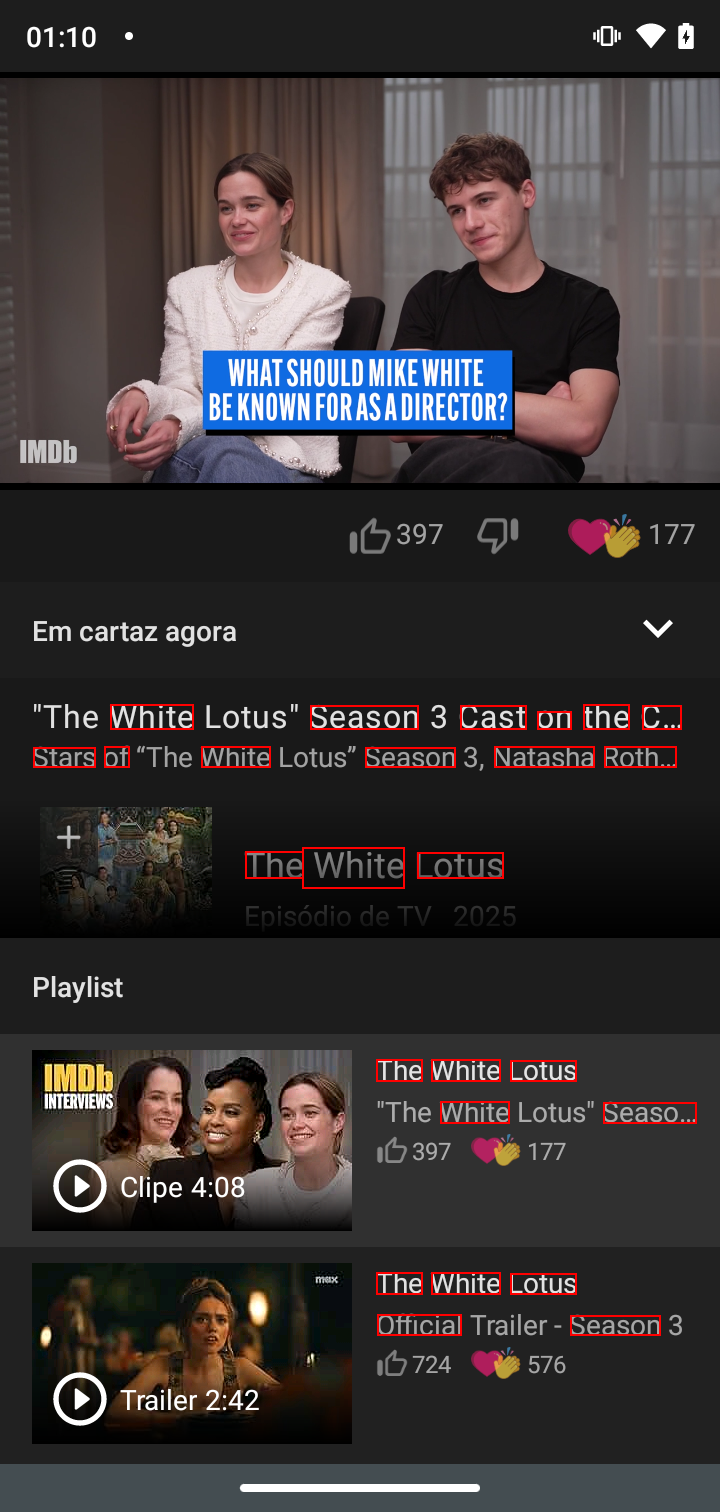 01:10
WHAT SHOULD MIKE WHITE
BE KNOWN FOR AS A DIRECTOR?
IMDb
397 177
Em cartaz agora
"The White Lotus" Season 3 Cast on the C...
Stars of “The White Lotus” Season 3, Natasha Roth...
The White Lotus
Episódio de TV 2025
Playlist
IMDb
INTERVIEWS
Clipe 4:08
The White Lotus
"The White Lotus" Seaso...
397 177
max
Trailer 2:42
The White Lotus
Official Trailer - Season 3
724 576